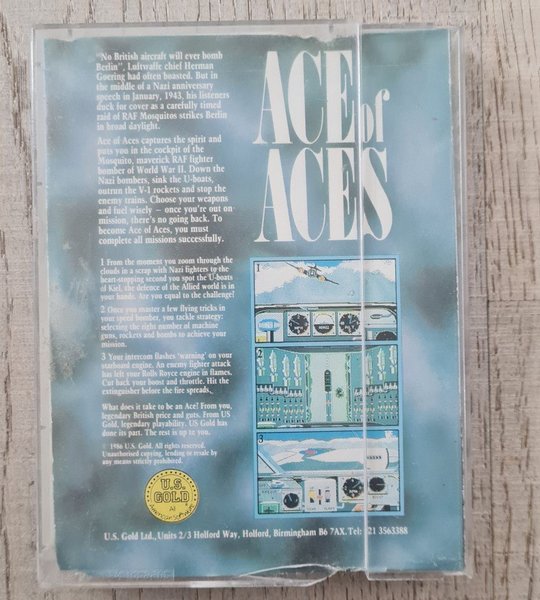 "No British aircraft will ever bomb
Berlin", Luftwaffe chief Herman
Goering had often boasted. But in
the middle of a Nazi anniversary
speech in January, 1943, his listeners
duck for cover as a carefully timed
raid of RAF Mosquitos strikes Berlin
in broad daylight.
Ace of Aces captures the spirit and
puts you in the cockpit of the
Mosquito, maverick RAF fighter
bomber of World War II. Down the
Nazi bombers, sink the U-boats,
outrun the V-1 rockets and stop the
enemy trains. Choose your weapons
and fuel wisely – once you're out on
mission, there's no going back. To
become Ace of Aces, you must
complete all missions successfully.
1 From the moment you zoom through the
clouds in a scrap with Nazi fighters to the
heart-stopping second you spot the U-boats
of Kiel, the defence of the Allied world is in
your hands. Are you equal to the challenge?
2 Once you master a few flying tricks in
your speed bomber, you tackle strategy:
selecting the right number of machine
guns, rockets and bombs to achieve your
mission.
3 Your intercom flashes 'warning' on your
starboard engine. An enemy fighter attack
has left your Rolls Royce engine in flames.
Cut back your boost and throttle. Hit the
extinguisher before the fire spreads.
What does it take to be an Ace? From you,
legendary British price and guts. From US
Gold, legendary playability. US Gold has
done its part. The rest is up to you.
© 1986 U.S. Gold. All rights reserved.
Unauthorised copying, lending or resale by
any means strictly prohibited.
ACE of
ACES
1
2
3
U.S.
GOLD
All
AMERICAN SOFTWARE
U.S. Gold Ltd., Units 2/3 Holford Way, Holford, Birmingham B6 7AX. Tel: 021 3563388